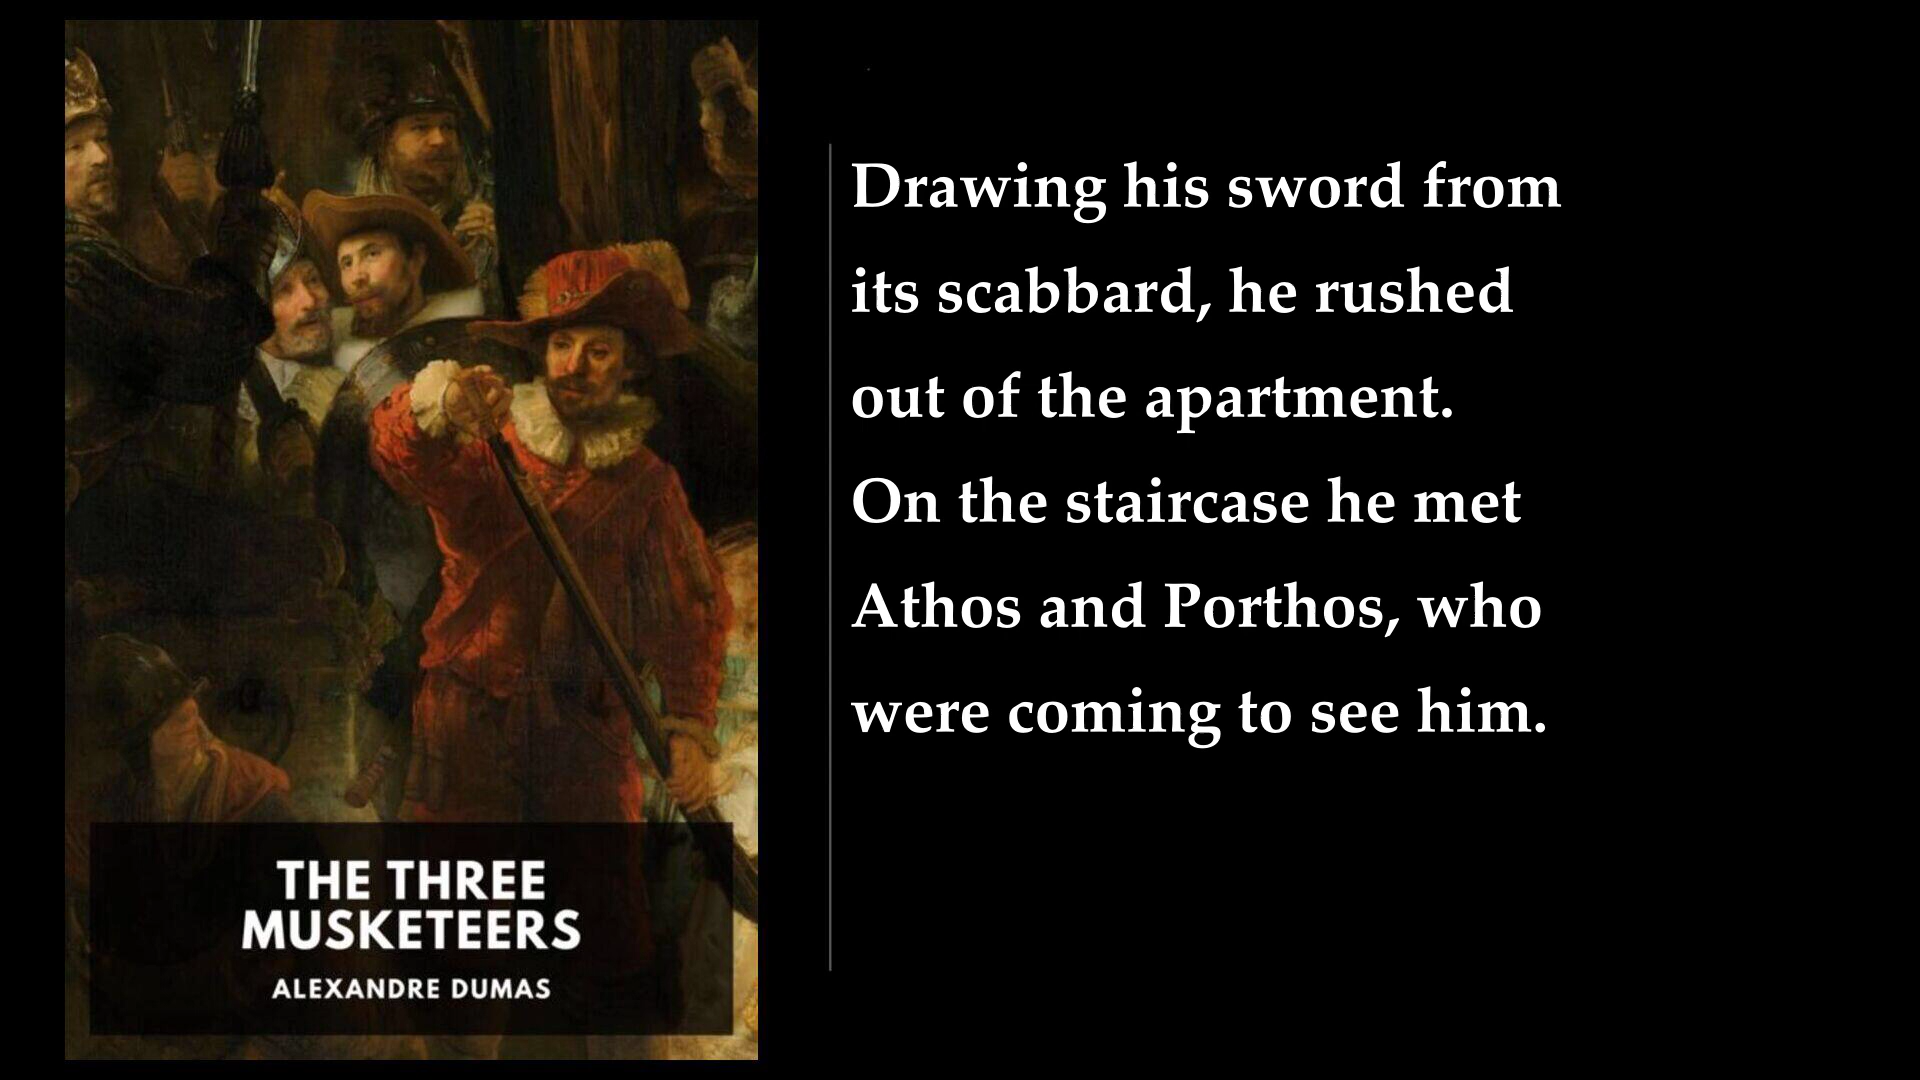 THE THREE
MUSKETEERS
ALEXANDRE DUMAS
Drawing his sword from
its scabbard, he rushed
out of the apartment.
On the staircase he met
Athos and Porthos, who
were coming to see him.